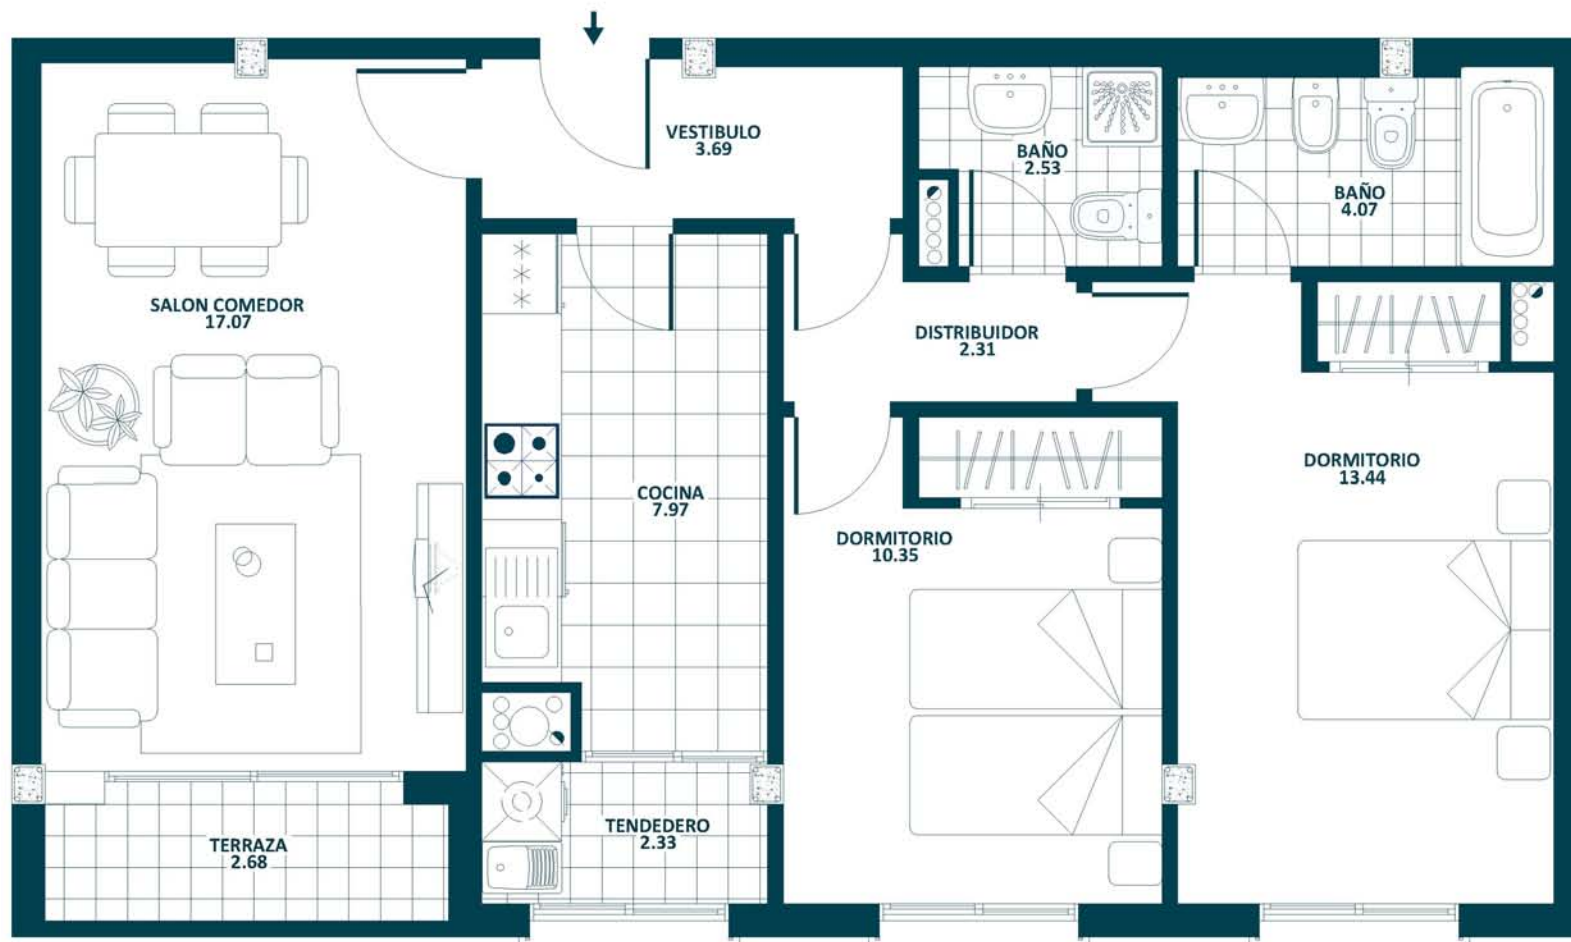 VESTIBULO
3.69
BAÑO
2.53
BAÑO
4.07
SALON COMEDOR
17.07
DISTRIBUIDOR
2.31
DORMITORIO
13.44
COCINA
7.97
DORMITORIO
10.35
TENDEDERO
2.33
TERRAZA
2.68